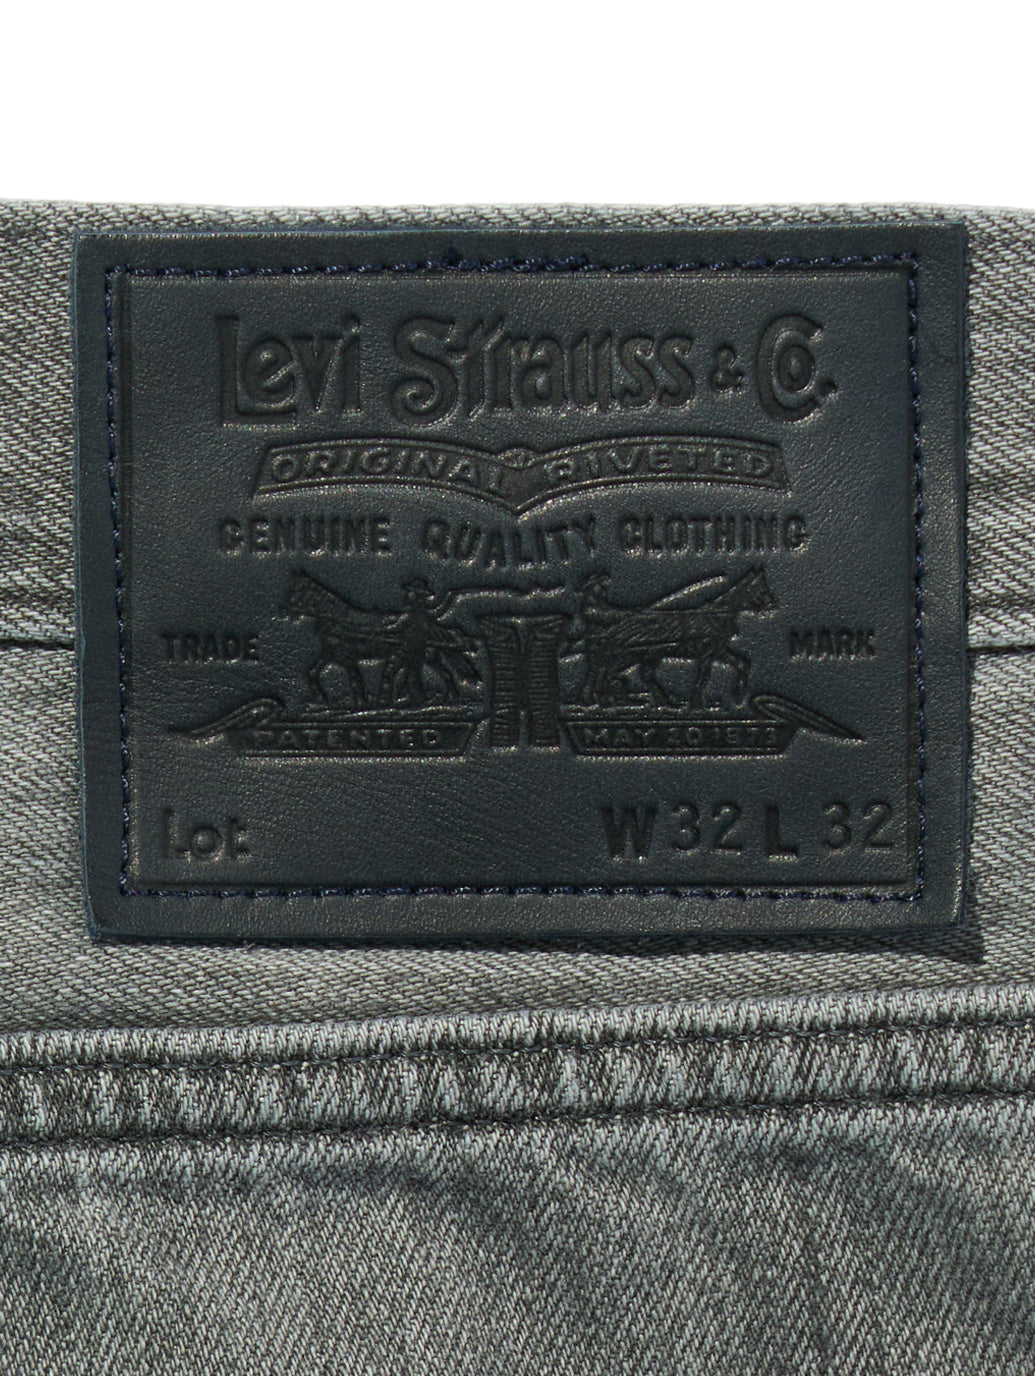 Levi Strauss & Co.
ORIGINAL RIVETED
GENUINE QUALITY CLOTHING
TRADE MARK
PATENTED MAY 20 1873
Lot W 32 L 32